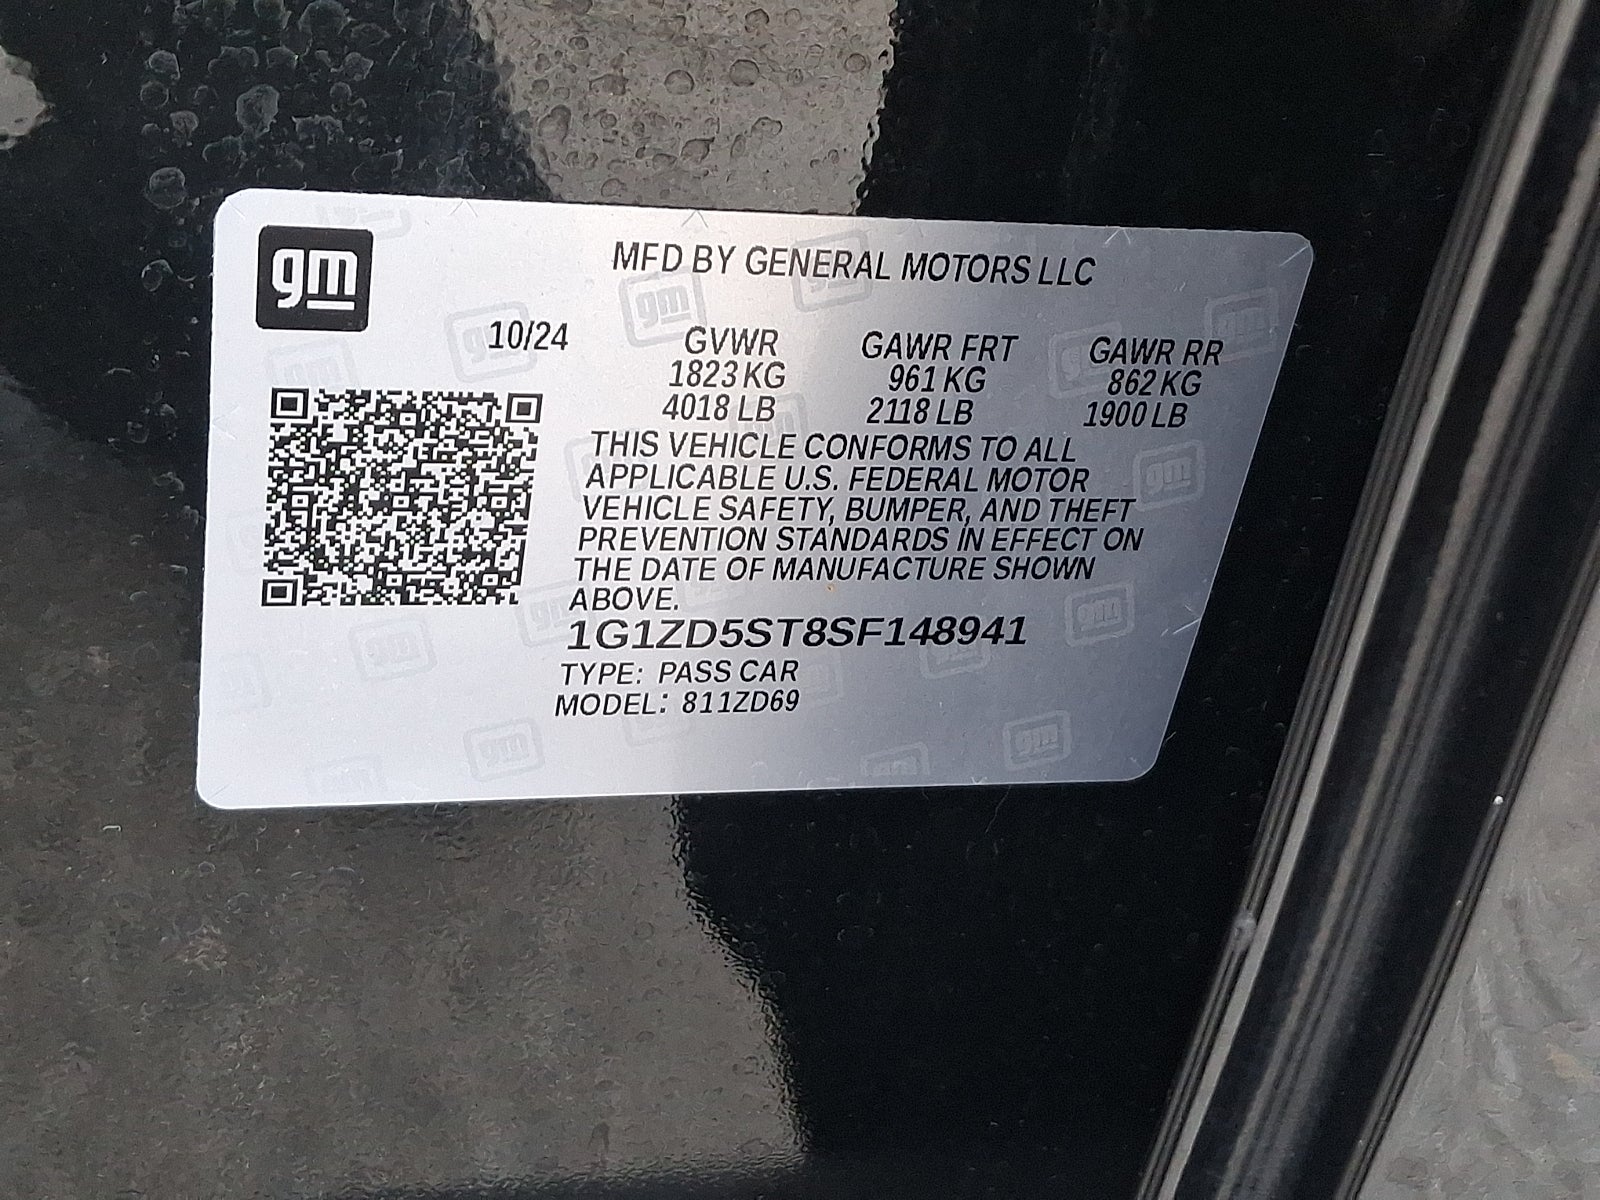 gm
MFD BY GENERAL MOTORS LLC
10/24 GVWR GAWR FRT GAWR RR
1823 KG 961 KG 862 KG
4018 LB 2118 LB 1900 LB
THIS VEHICLE CONFORMS TO ALL
APPLICABLE U.S. FEDERAL MOTOR
VEHICLE SAFETY, BUMPER, AND THEFT
PREVENTION STANDARDS IN EFFECT ON
THE DATE OF MANUFACTURE SHOWN
ABOVE.
1G1ZD5ST8SF148941
TYPE: PASS CAR
MODEL: 811ZD69